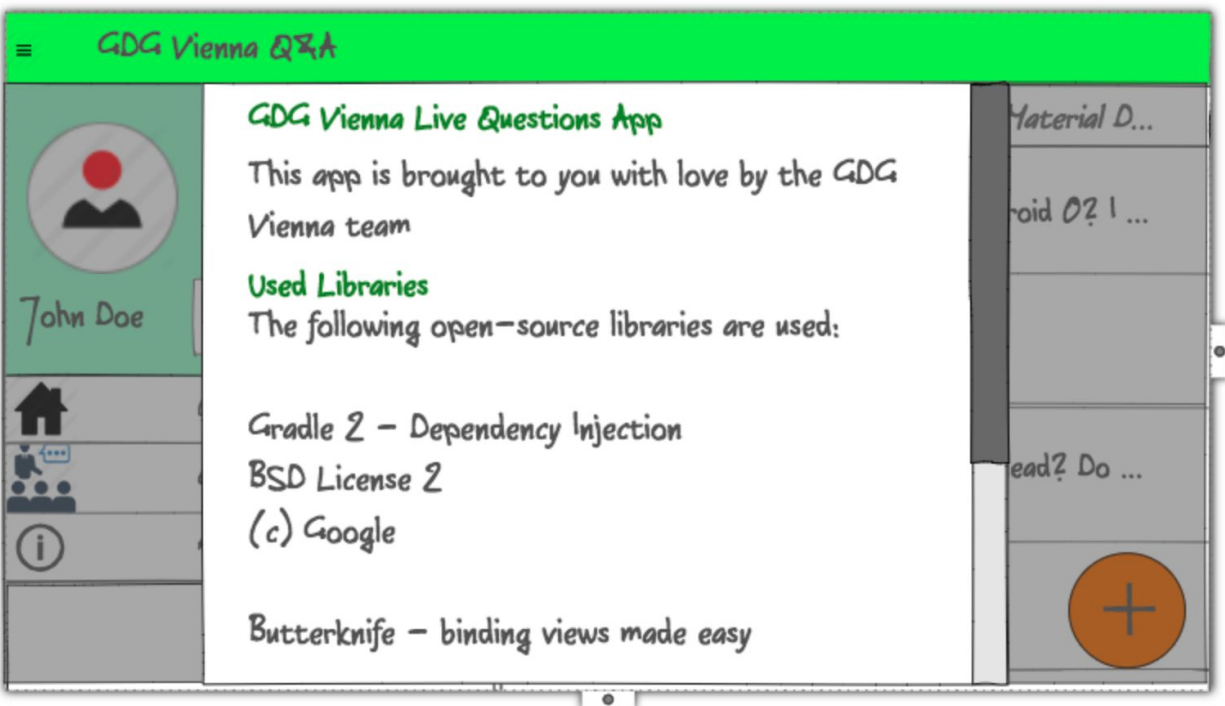 GDG Vienna Q&A
GDG Vienna Live Questions App
This app is brought to you with love by the GDG
Vienna team
Used Libraries
The following open-source libraries are used:
Gradle 2 – Dependency Injection
BSD License 2
(c) Google
Butterknife – binding views made easy
John Doe
Material D...
roid O? I ...
ead? Do ...